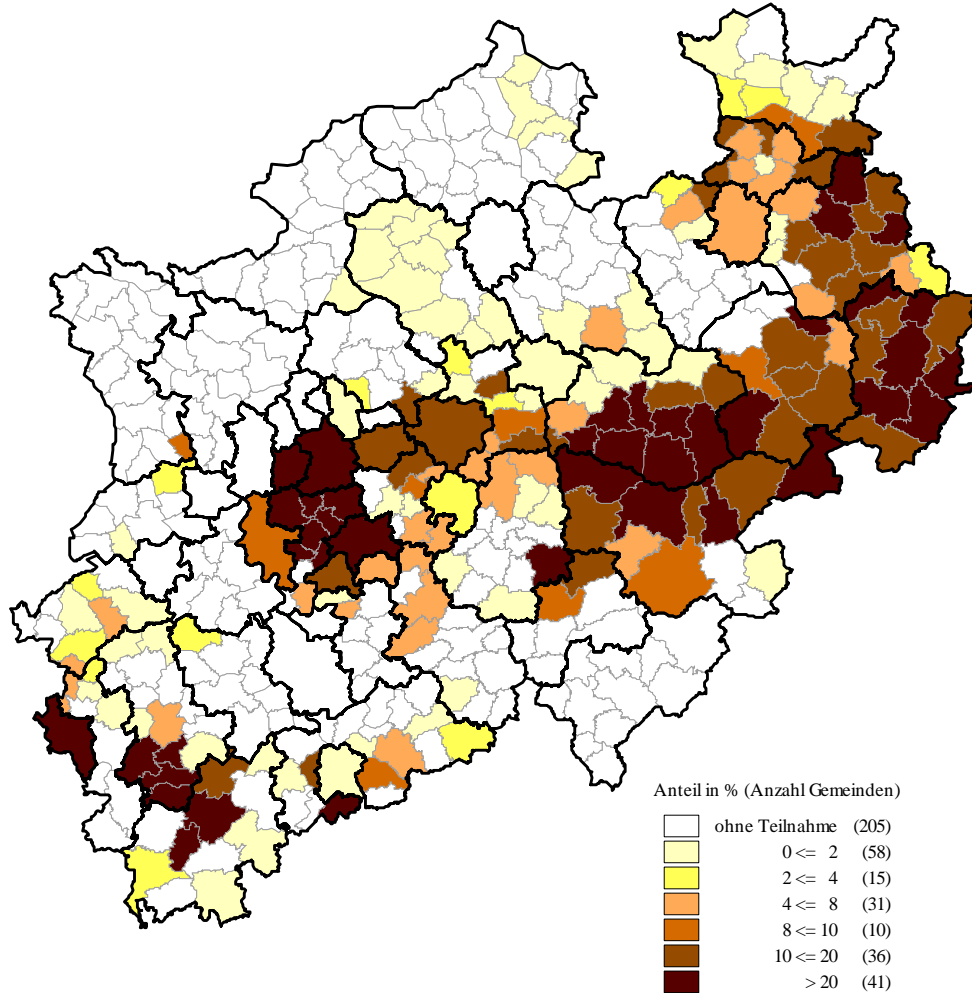 Anteil in % (Anzahl Gemeinden)
ohne Teilnahme (205)
0 <= 2 (58)
2 <= 4 (15)
4 <= 8 (31)
8 <= 10 (10)
10 <= 20 (36)
> 20 (41)